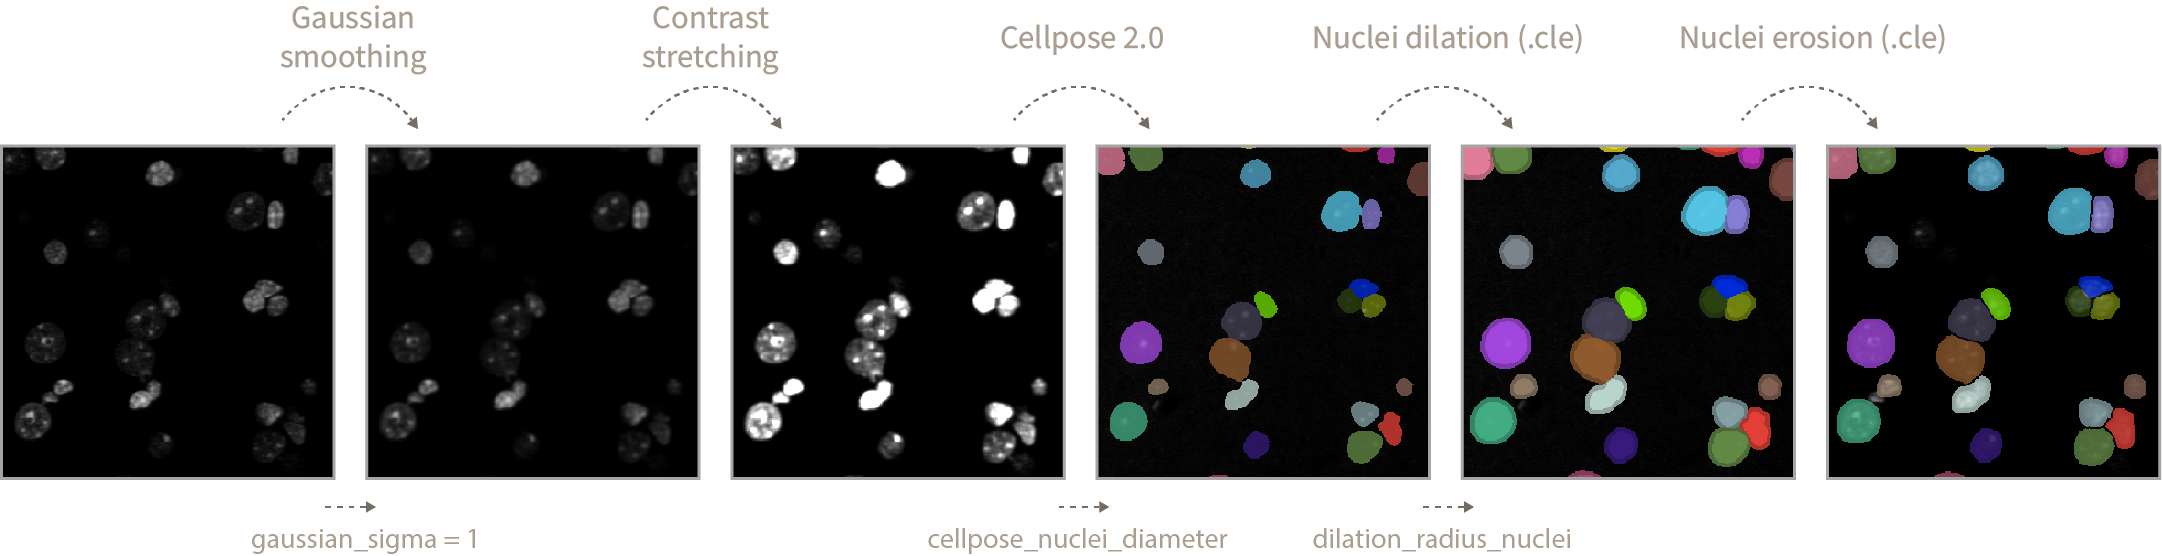 Gaussian
smoothing
Contrast
stretching
Cellpose 2.0
Nuclei dilation (.cle)
Nuclei erosion (.cle)
gaussian_sigma = 1
cellpose_nuclei_diameter
dilation_radius_nuclei